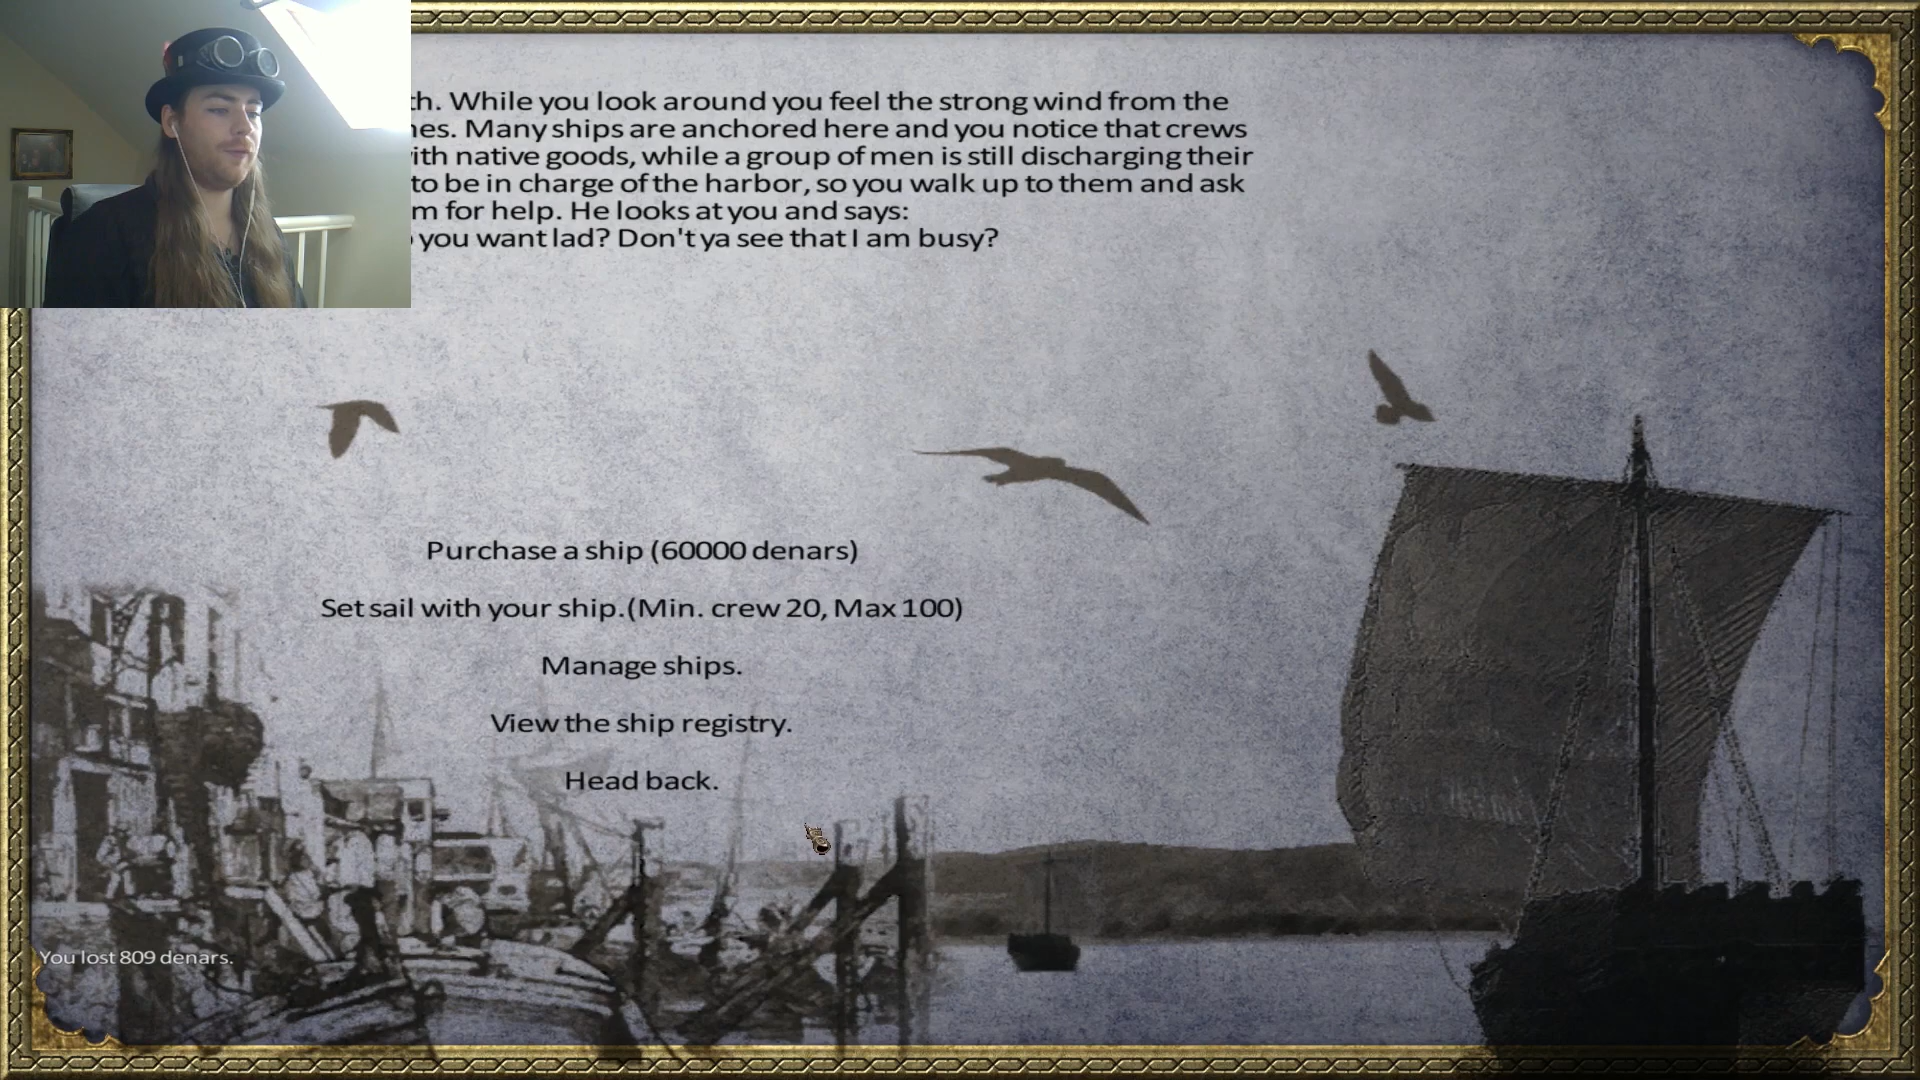 th. While you look around you feel the strong wind from the
nes. Many ships are anchored here and you notice that crews
ith native goods, while a group of men is still discharging their
to be in charge of the harbor, so you walk up to them and ask
m for help. He looks at you and says:
you want lad? Don't ya see that I am busy?
Purchase a ship (60000 denars)
Set sail with your ship.(Min. crew 20, Max 100)
Manage ships.
View the ship registry.
Head back.
You lost 809 denars.